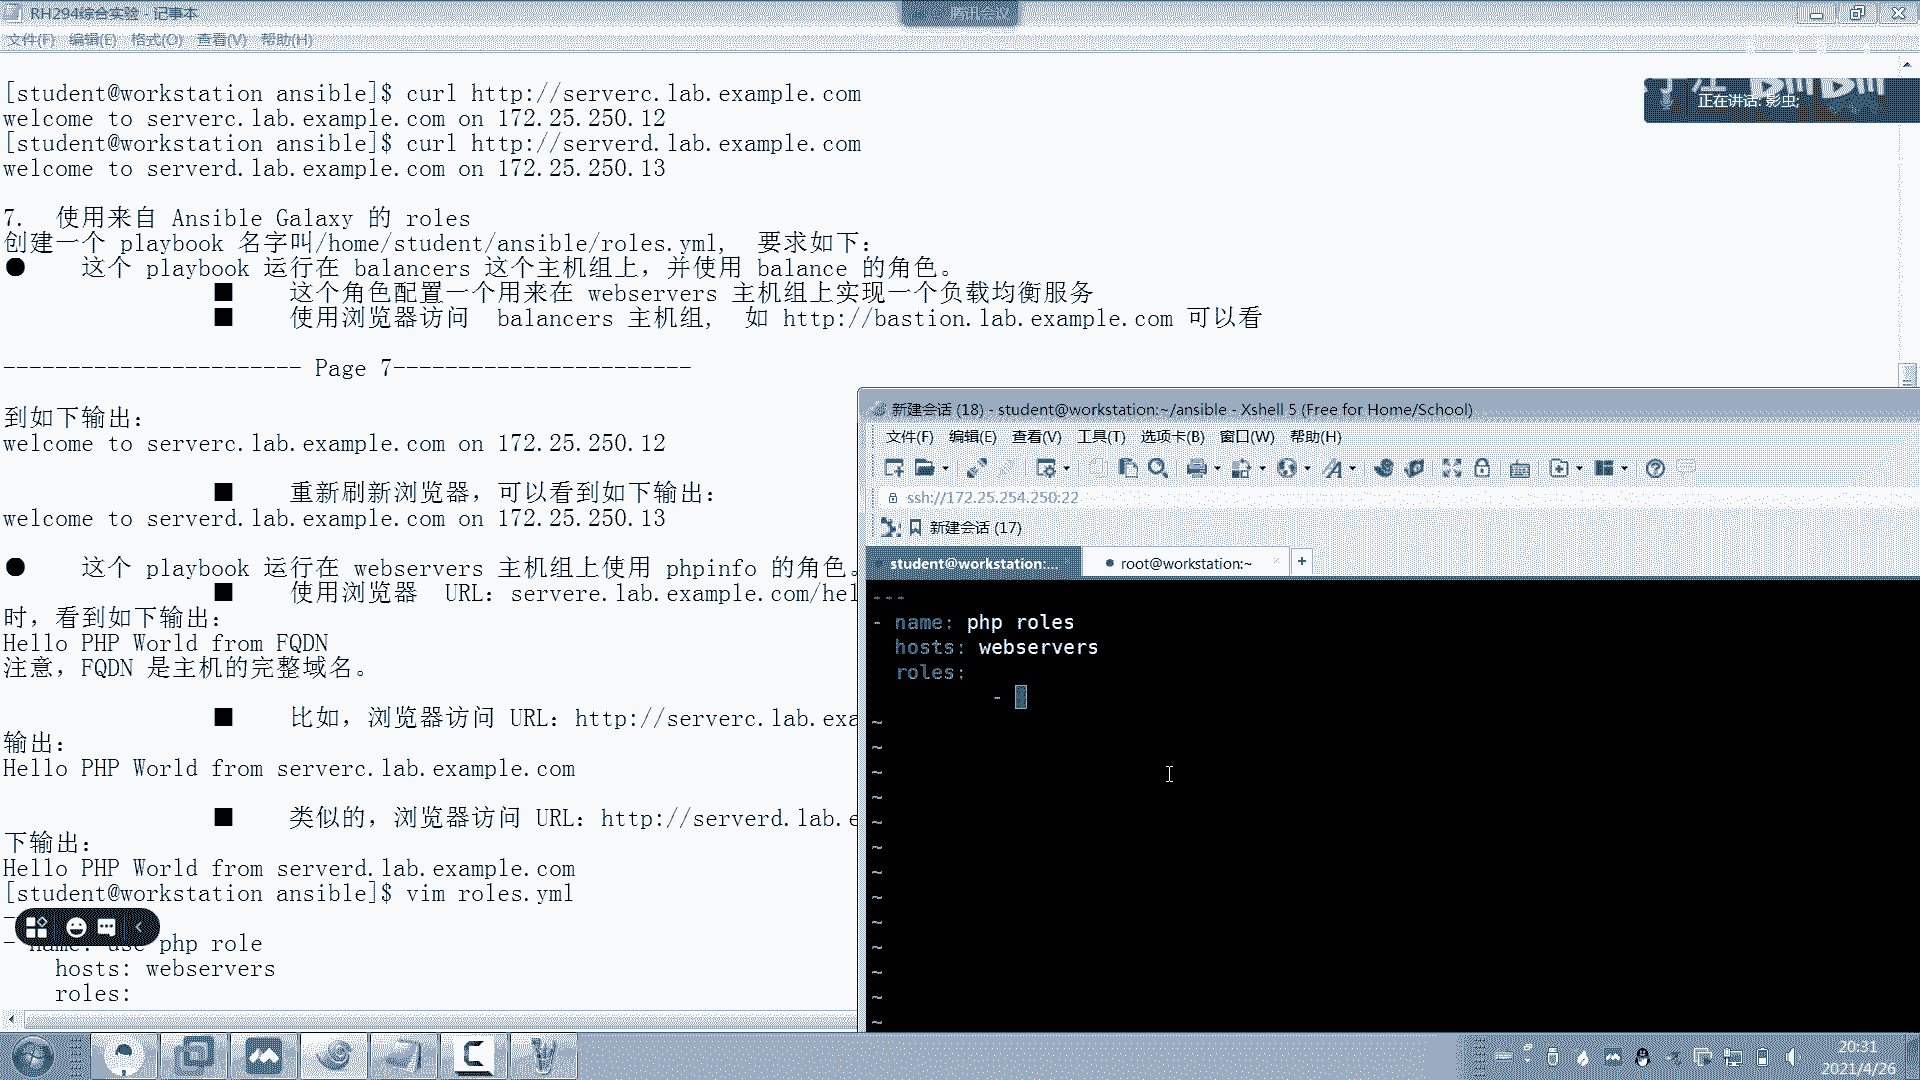 RH294综合实验 - 记事本
腾讯会议
文件(F) 编辑(E) 格式(O) 查看(V) 帮助(H)
正在讲话: 影虫;
[student@workstation ansible]$ curl http://serverc.lab.example.com
welcome to serverc.lab.example.com on 172.25.250.12
[student@workstation ansible]$ curl http://serverd.lab.example.com
welcome to serverd.lab.example.com on 172.25.250.13
7. 使用来自 Ansible Galaxy 的 roles
创建一个 playbook 名字叫/home/student/ansible/roles.yml, 要求如下:
● 这个 playbook 运行在 balancers 这个主机组上，并使用 balance 的角色。
■ 这个角色配置一个用来在 webservers 主机组上实现一个负载均衡服务
■ 使用浏览器访问 balancers 主机组, 如 http://bastion.lab.example.com 可以看
----------------------- Page 7-----------------------
到如下输出:
welcome to serverc.lab.example.com on 172.25.250.12
■ 重新刷新浏览器，可以看到如下输出:
welcome to serverd.lab.example.com on 172.25.250.13
● 这个 playbook 运行在 webservers 主机组上使用 phpinfo 的角色。
■ 使用浏览器 URL: servere.lab.example.com/hel
时，看到如下输出:
Hello PHP World from FQDN
注意，FQDN 是主机的完整域名。
■ 比如，浏览器访问 URL: http://serverc.lab.exa
输出:
Hello PHP World from serverc.lab.example.com
■ 类似的，浏览器访问 URL: http://serverd.lab.e
下输出:
Hello PHP World from serverd.lab.example.com
[student@workstation ansible]$ vim roles.yml
- name: use php role
hosts: webservers
roles:
新建会话 (18) - student@workstation:~/ansible - Xshell 5 (Free for Home/School)
文件(F) 编辑(E) 查看(V) 工具(T) 选项卡(B) 窗口(W) 帮助(H)
ssh://172.25.254.250:22
新建会话 (17)
student@workstation:... root@workstation:~ +
---
- name: php roles
hosts: webservers
roles:
-
~
~
~
~
~
~
~
~
~
~
~
~
~
20:31
2021/4/26